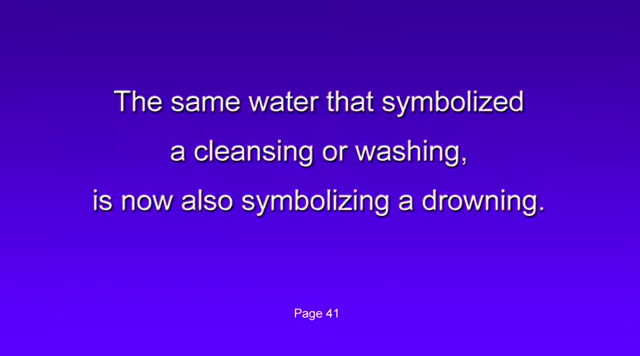 The same water that symbolized
a cleansing or washing,
is now also symbolizing a drowning.
Page 41